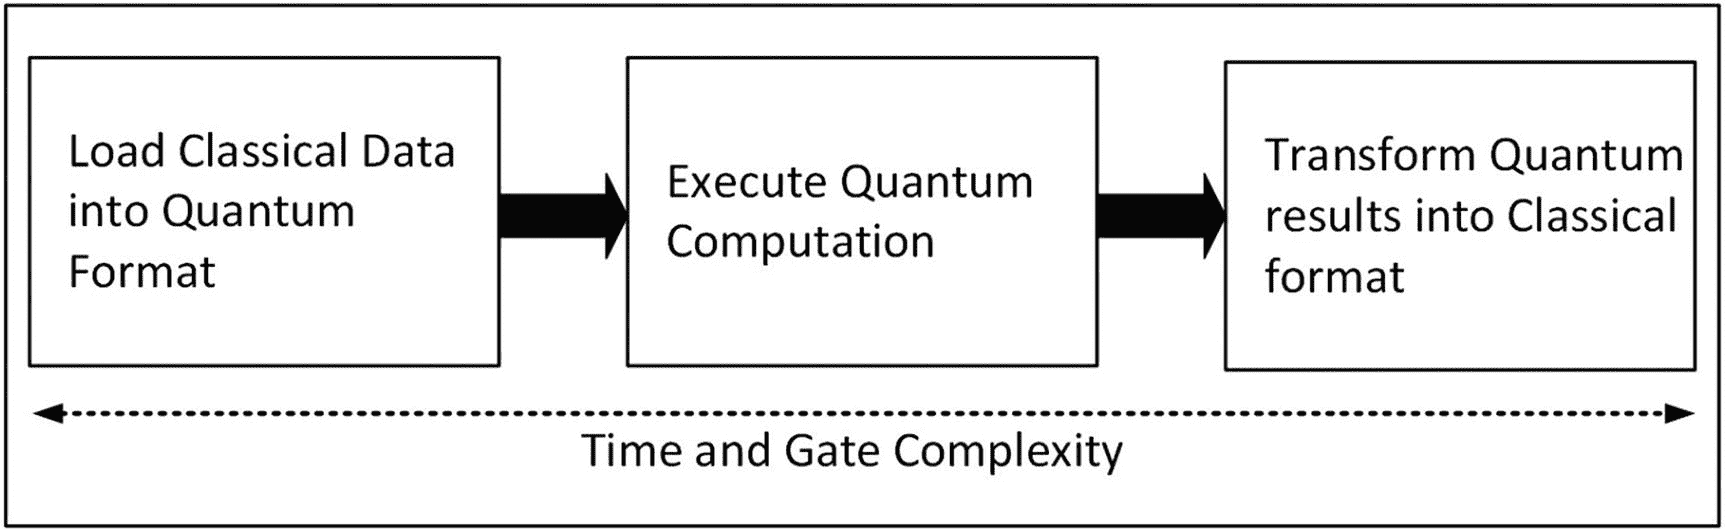 Load Classical Data
into Quantum
Format
Execute Quantum
Computation
Transform Quantum
results into Classical
format
Time and Gate Complexity